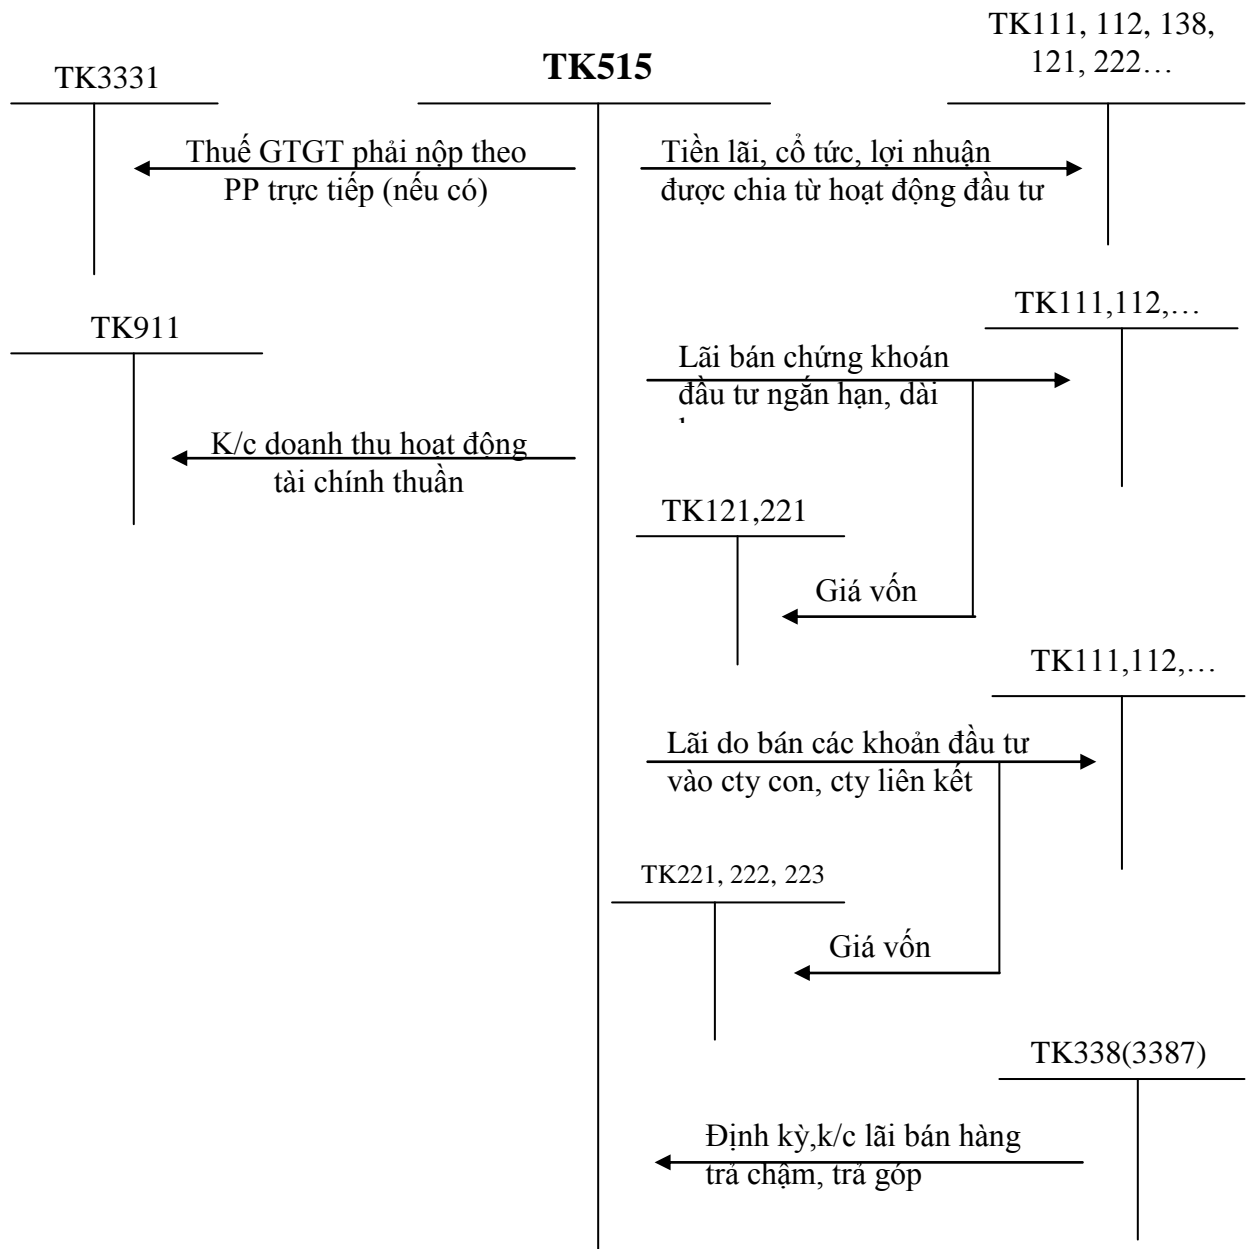 TK3331
TK515
TK111, 112, 138,
121, 222…
Thuế GTGT phải nộp theo
PP trực tiếp (nếu có)
Tiền lãi, cổ tức, lợi nhuận
được chia từ hoạt động đầu tư
TK911
TK111,112,…
Lãi bán chứng khoán
đầu tư ngắn hạn, dài
K/c doanh thu hoạt động
tài chính thuần
TK121,221
Giá vốn
TK111,112,…
Lãi do bán các khoản đầu tư
vào cty con, cty liên kết
TK221, 222, 223
Giá vốn
TK338(3387)
Định kỳ,k/c lãi bán hàng
trả chậm, trả góp